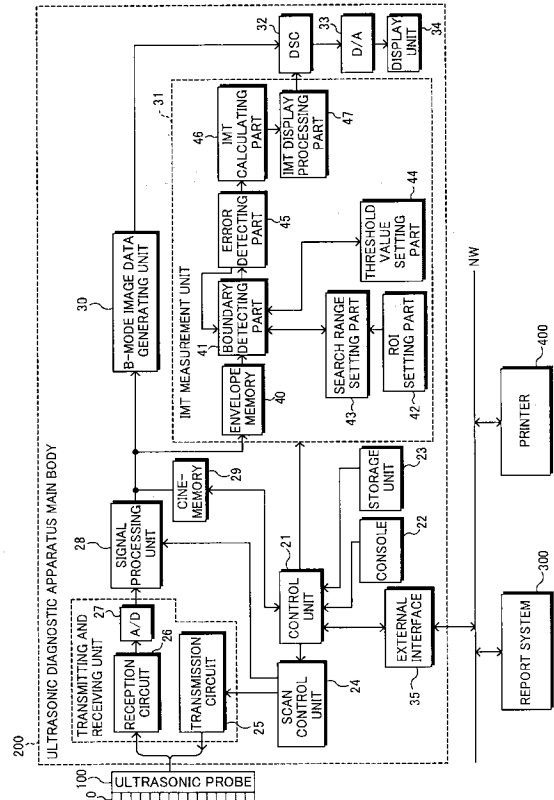 200
ULTRASONIC DIAGNOSTIC APPARATUS MAIN BODY
100
ULTRASONIC PROBE
TRANSMITTING AND
RECEIVING UNIT
27
A/D
26
RECEPTION
CIRCUIT
TRANSMISSION
CIRCUIT
25
28
SIGNAL
PROCESSING
UNIT
CINE-
MEMORY
29
30
B-MODE IMAGE DATA
GENERATING UNIT
31
IMT MEASUREMENT UNIT
ENVELOPE
MEMORY
40
41
BOUNDARY
DETECTING
PART
ERROR
DETECTING
PART
45
46
IMT
CALCULATING
PART
IMT DISPLAY
PROCESSING
PART
47
SEARCH RANGE
SETTING PART
43
ROI
SETTING PART
42
THRESHOLD
VALUE
SETTING
PART
44
32
DSC
33
D/A
DISPLAY
UNIT
34
SCAN
CONTROL
UNIT
24
21
CONTROL
UNIT
CONSOLE
22
STORAGE
UNIT
23
EXTERNAL
INTERFACE
35
NW
REPORT SYSTEM
300
PRINTER
400